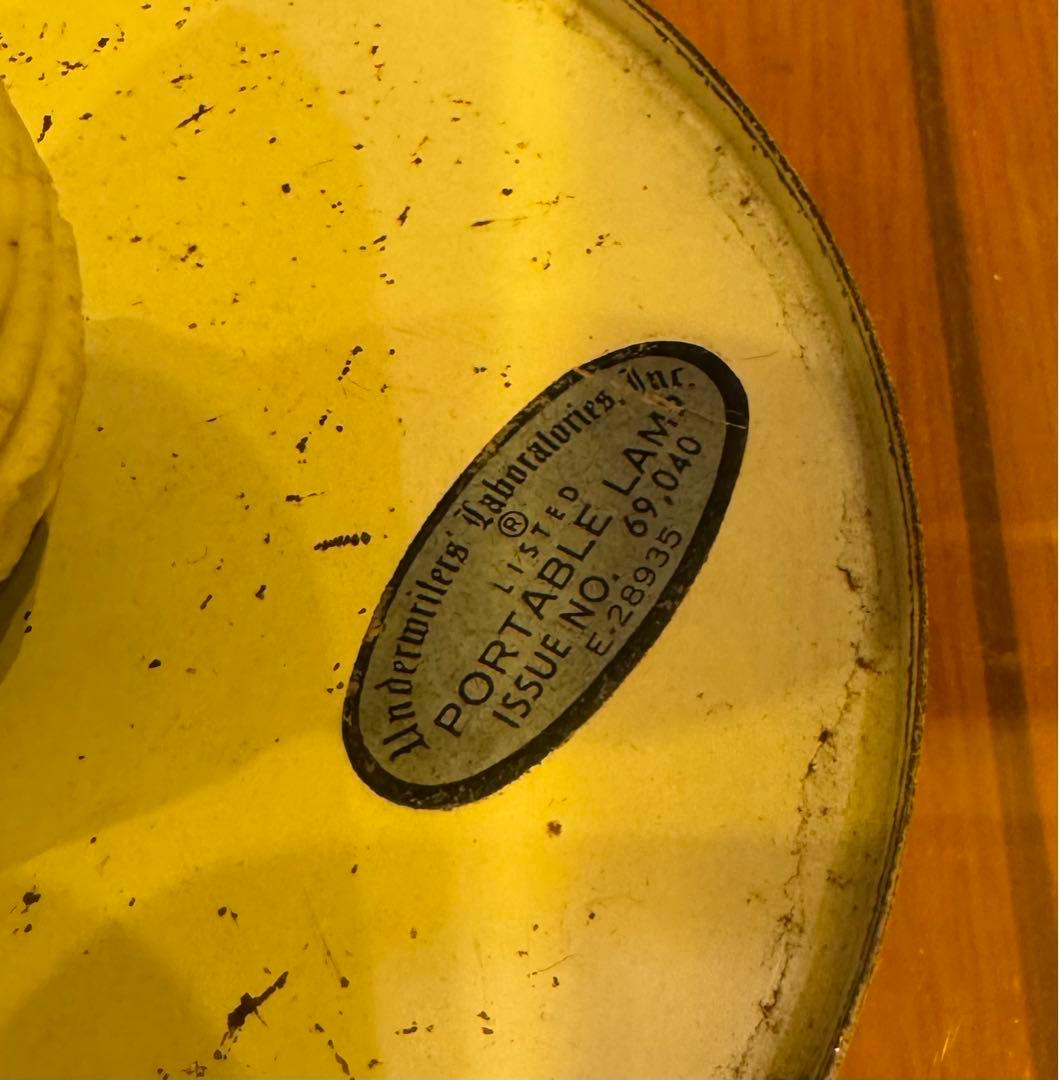 Underwriters' Laboratories, Inc.
®
LISTED
PORTABLE LAMP
ISSUE NO. 69,040
E-28935